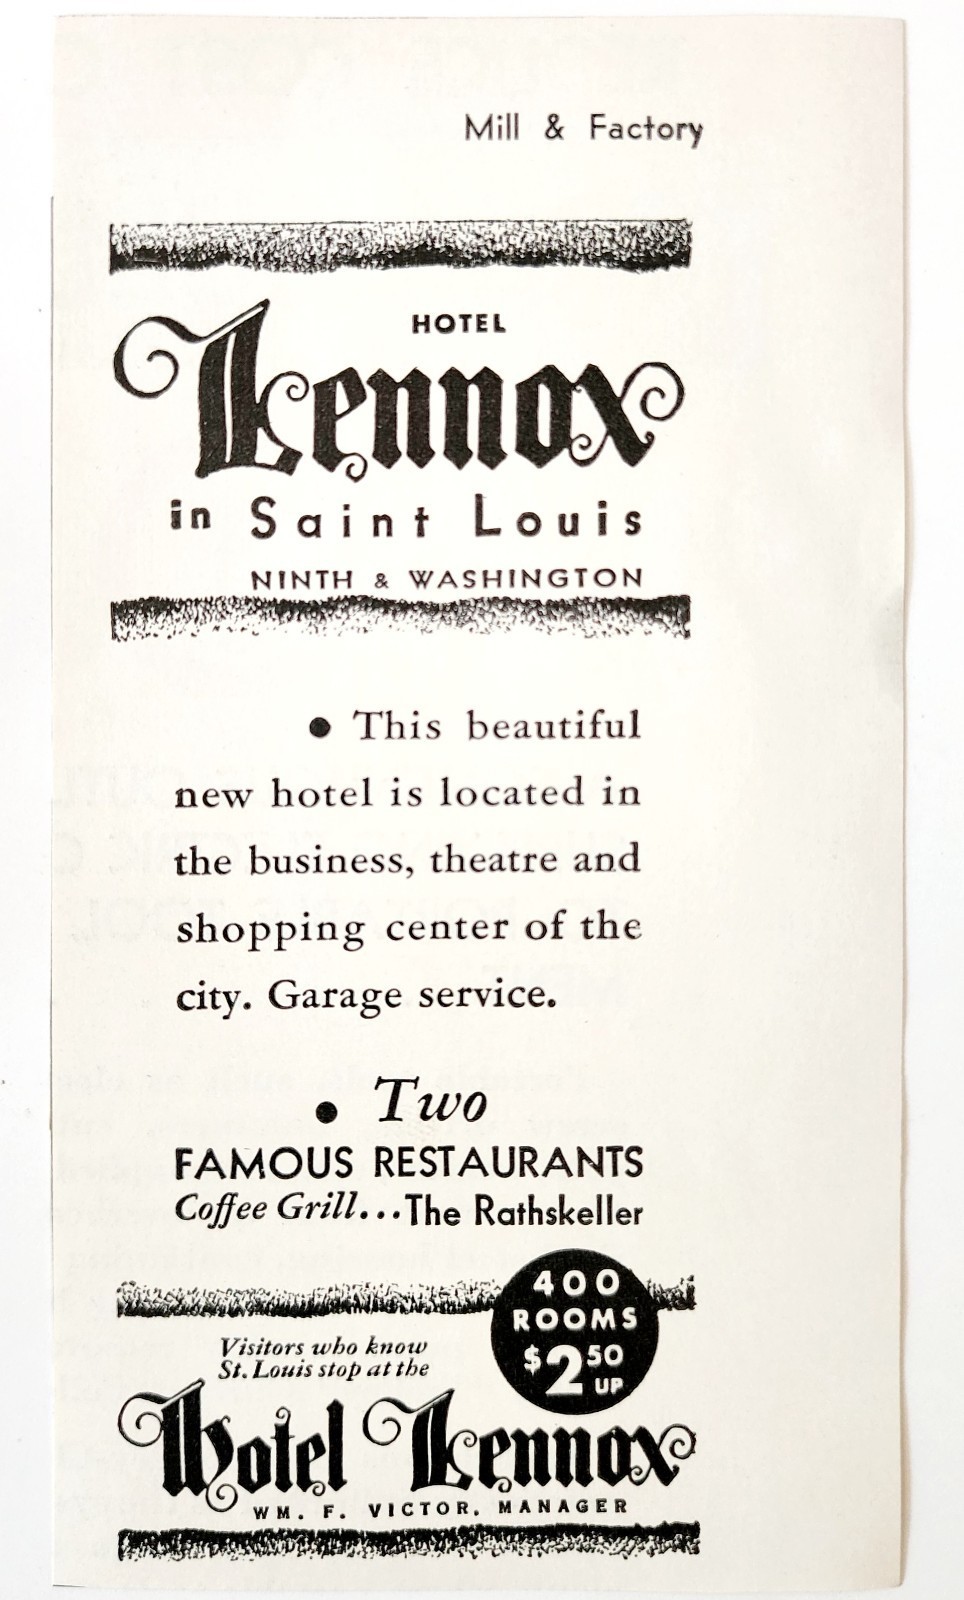 Mill & Factory
HOTEL
Lennox
in Saint Louis
NINTH & WASHINGTON
• This beautiful
new hotel is located in
the business, theatre and
shopping center of the
city. Garage service.
• Two
FAMOUS RESTAURANTS
Coffee Grill...The Rathskeller
400
ROOMS
$2 50
UP
Visitors who know
St. Louis stop at the
Hotel Lennox
WM. F. VICTOR, MANAGER